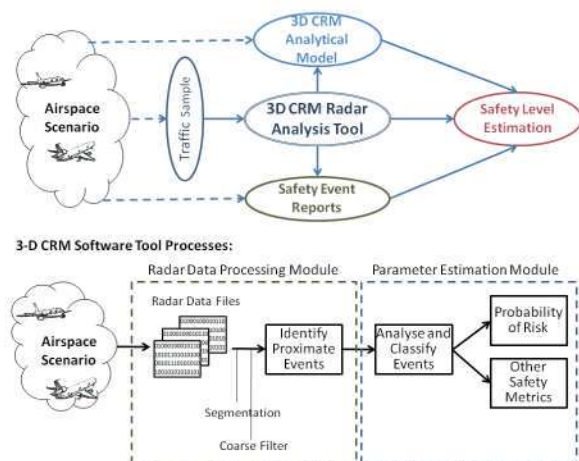 3D CRM
Analytical
Model
Airspace
Scenario
Traffic Sample
3D CRM Radar
Analysis Tool
Safety Level
Estimation
Safety Event
Reports
3-D CRM Software Tool Processes:
Radar Data Processing Module
Parameter Estimation Module
Radar Data Files
Airspace
Scenario
Identify
Proximate
Events
Analyse and
Classify
Events
Probability
of Risk
Other
Safety
Metrics
Segmentation
Coarse Filter